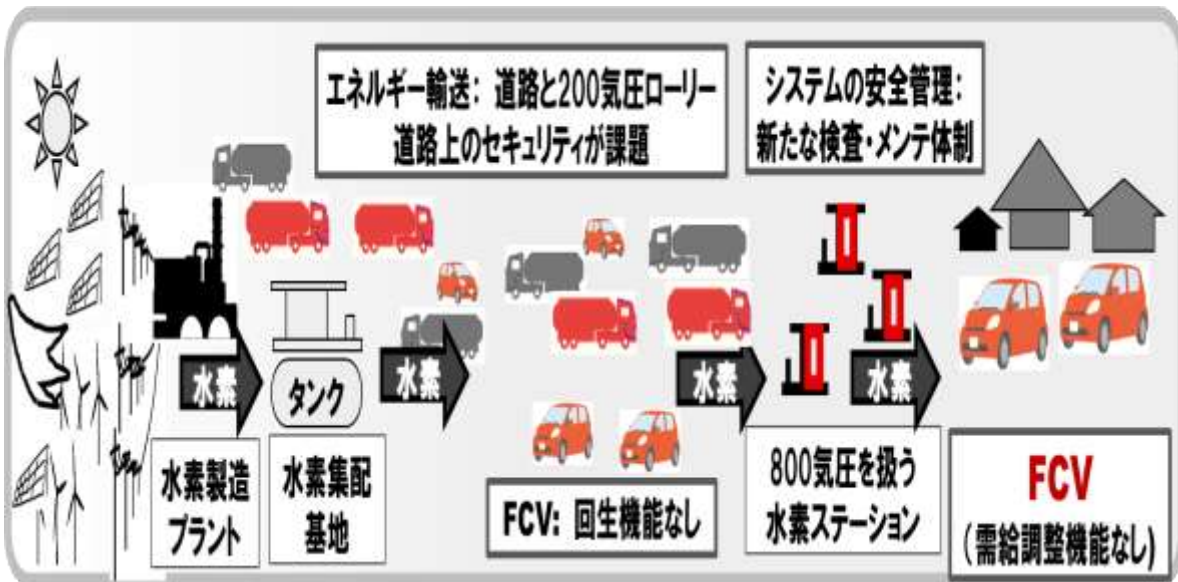 エネルギー輸送: 道路と200気圧ローリー
道路上のセキュリティが課題
システムの安全管理:
新たな検査・メンテ体制
水素
タンク
水素
水素
水素
水素製造
プラント
水素集配
基地
FCV: 回生機能なし
800気圧を扱う
水素ステーション
FCV
(需給調整機能なし)